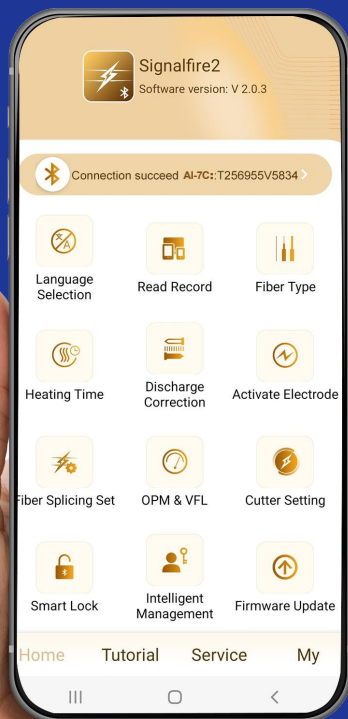 Signalfire2
Software version: V 2.0.3
Connection succeed AI-7C::T256955V5834
Language
Selection
Read Record
Fiber Type
Heating Time
Discharge
Correction
Activate Electrode
Fiber Splicing Set
OPM & VFL
Cutter Setting
Smart Lock
Intelligent
Management
Firmware Update
Home Tutorial Service My